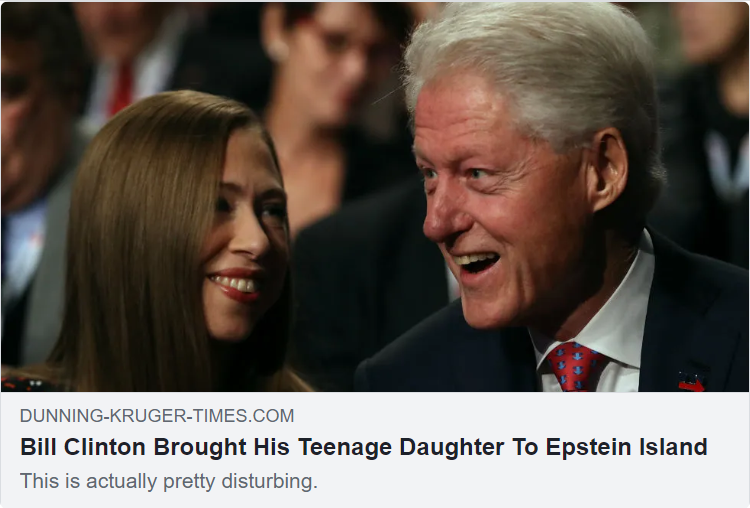 DUNNING-KRUGER-TIMES.COM
Bill Clinton Brought His Teenage Daughter To Epstein Island
This is actually pretty disturbing.